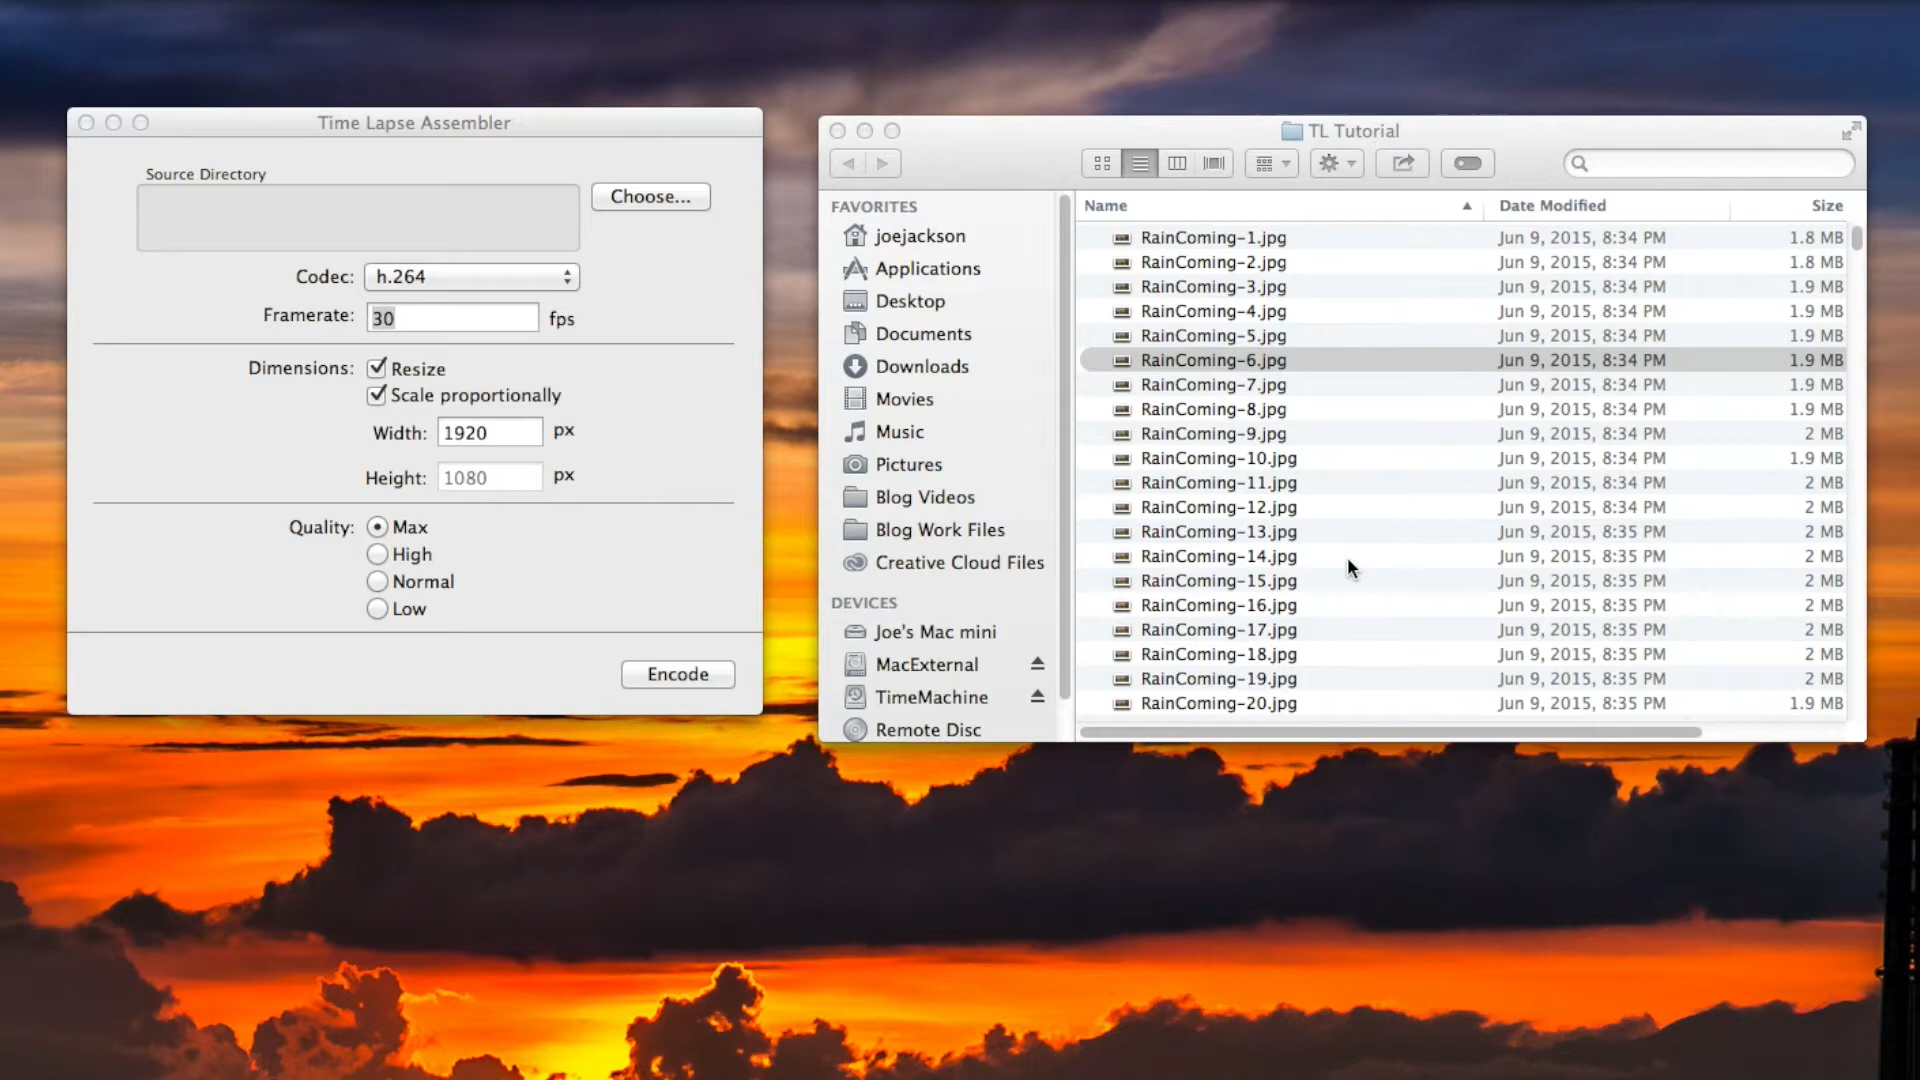 Time Lapse Assembler
Source Directory
Choose...
Codec: h.264
Framerate: 30 fps
Dimensions: Resize
Scale proportionally
Width: 1920 px
Height: 1080 px
Quality: Max
High
Normal
Low
Encode
TL Tutorial
FAVORITES
joejackson
Applications
Desktop
Documents
Downloads
Movies
Music
Pictures
Blog Videos
Blog Work Files
Creative Cloud Files
DEVICES
Joe's Mac mini
MacExternal
TimeMachine
Remote Disc
Name Date Modified Size
RainComing-1.jpg Jun 9, 2015, 8:34 PM 1.8 MB
RainComing-2.jpg Jun 9, 2015, 8:34 PM 1.8 MB
RainComing-3.jpg Jun 9, 2015, 8:34 PM 1.9 MB
RainComing-4.jpg Jun 9, 2015, 8:34 PM 1.9 MB
RainComing-5.jpg Jun 9, 2015, 8:34 PM 1.9 MB
RainComing-6.jpg Jun 9, 2015, 8:34 PM 1.9 MB
RainComing-7.jpg Jun 9, 2015, 8:34 PM 1.9 MB
RainComing-8.jpg Jun 9, 2015, 8:34 PM 1.9 MB
RainComing-9.jpg Jun 9, 2015, 8:34 PM 2 MB
RainComing-10.jpg Jun 9, 2015, 8:34 PM 1.9 MB
RainComing-11.jpg Jun 9, 2015, 8:34 PM 2 MB
RainComing-12.jpg Jun 9, 2015, 8:34 PM 2 MB
RainComing-13.jpg Jun 9, 2015, 8:35 PM 2 MB
RainComing-14.jpg Jun 9, 2015, 8:35 PM 2 MB
RainComing-15.jpg Jun 9, 2015, 8:35 PM 2 MB
RainComing-16.jpg Jun 9, 2015, 8:35 PM 2 MB
RainComing-17.jpg Jun 9, 2015, 8:35 PM 2 MB
RainComing-18.jpg Jun 9, 2015, 8:35 PM 2 MB
RainComing-19.jpg Jun 9, 2015, 8:35 PM 2 MB
RainComing-20.jpg Jun 9, 2015, 8:35 PM 1.9 MB